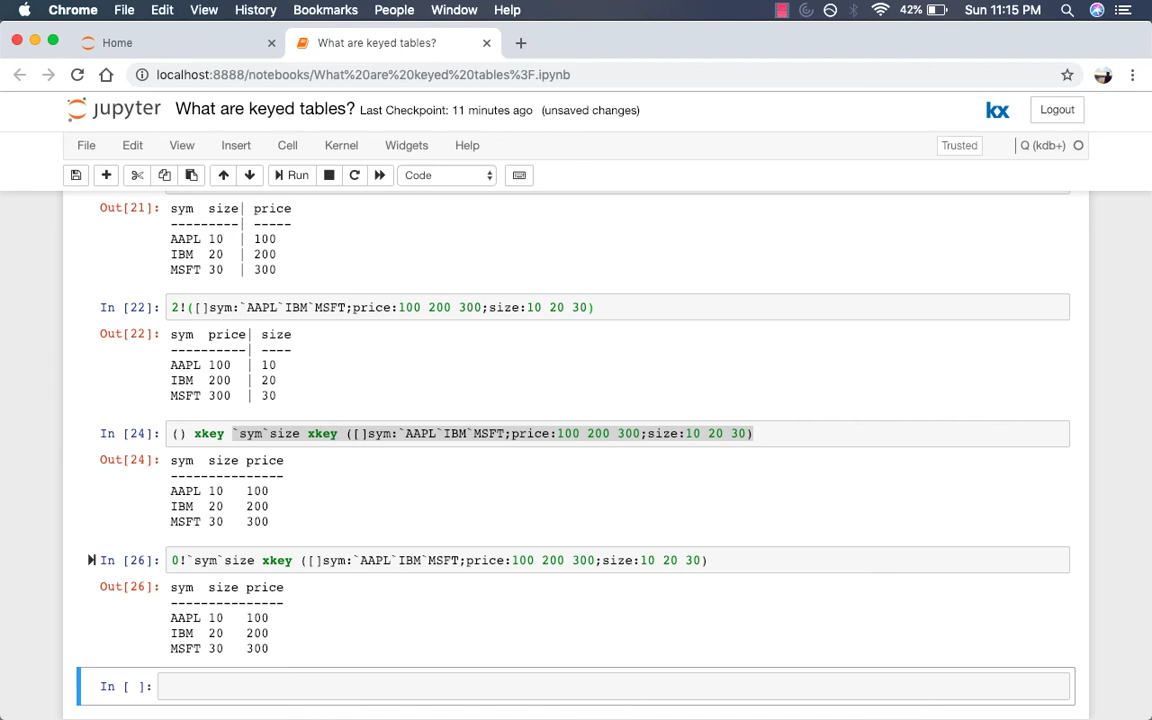 Chrome File Edit View History Bookmarks People Window Help 42% Sun 11:15 PM
Home What are keyed tables?
localhost:8888/notebooks/What%20are%20keyed%20tables%3F.ipynb
jupyter What are keyed tables? Last Checkpoint: 11 minutes ago (unsaved changes) kx Logout
File Edit View Insert Cell Kernel Widgets Help Trusted Q (kdb+)
Run Code
Out[21]: sym size| price
---------| -----
AAPL 10 | 100
IBM 20 | 200
MSFT 30 | 300
In [22]: 2!([]sym:`AAPL`IBM`MSFT;price:100 200 300;size:10 20 30)
Out[22]: sym price| size
----------| ----
AAPL 100 | 10
IBM 200 | 20
MSFT 300 | 30
In [24]: () xkey `sym`size xkey ([]sym:`AAPL`IBM`MSFT;price:100 200 300;size:10 20 30)
Out[24]: sym size price
---------------
AAPL 10 100
IBM 20 200
MSFT 30 300
In [26]: 0!`sym`size xkey ([]sym:`AAPL`IBM`MSFT;price:100 200 300;size:10 20 30)
Out[26]: sym size price
---------------
AAPL 10 100
IBM 20 200
MSFT 30 300
In [ ]: